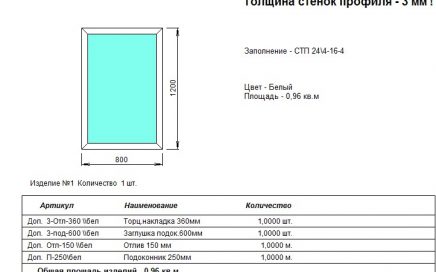 Толщина стенок профиля - 3 мм !
Заполнение - СТП 24\4-16-4
1200
Цвет - Белый
Площадь - 0,96 кв.м
800
Изделие №1 Количество 1 шт.
Артикул Наименование Количество
Доп. 3-Отл-360 \бел Торц.накладка 360мм 1,0000 шт.
Доп. 3-под-600 \\бел Заглушка подок.600мм 1,0000 шт.
Доп. Отл-150 \\бел Отлив 150 мм 1,0000 м.
Доп. П-250\бел Подоконник 250мм 1,0000 м.
Общая площадь изделий 0,96 кв.м